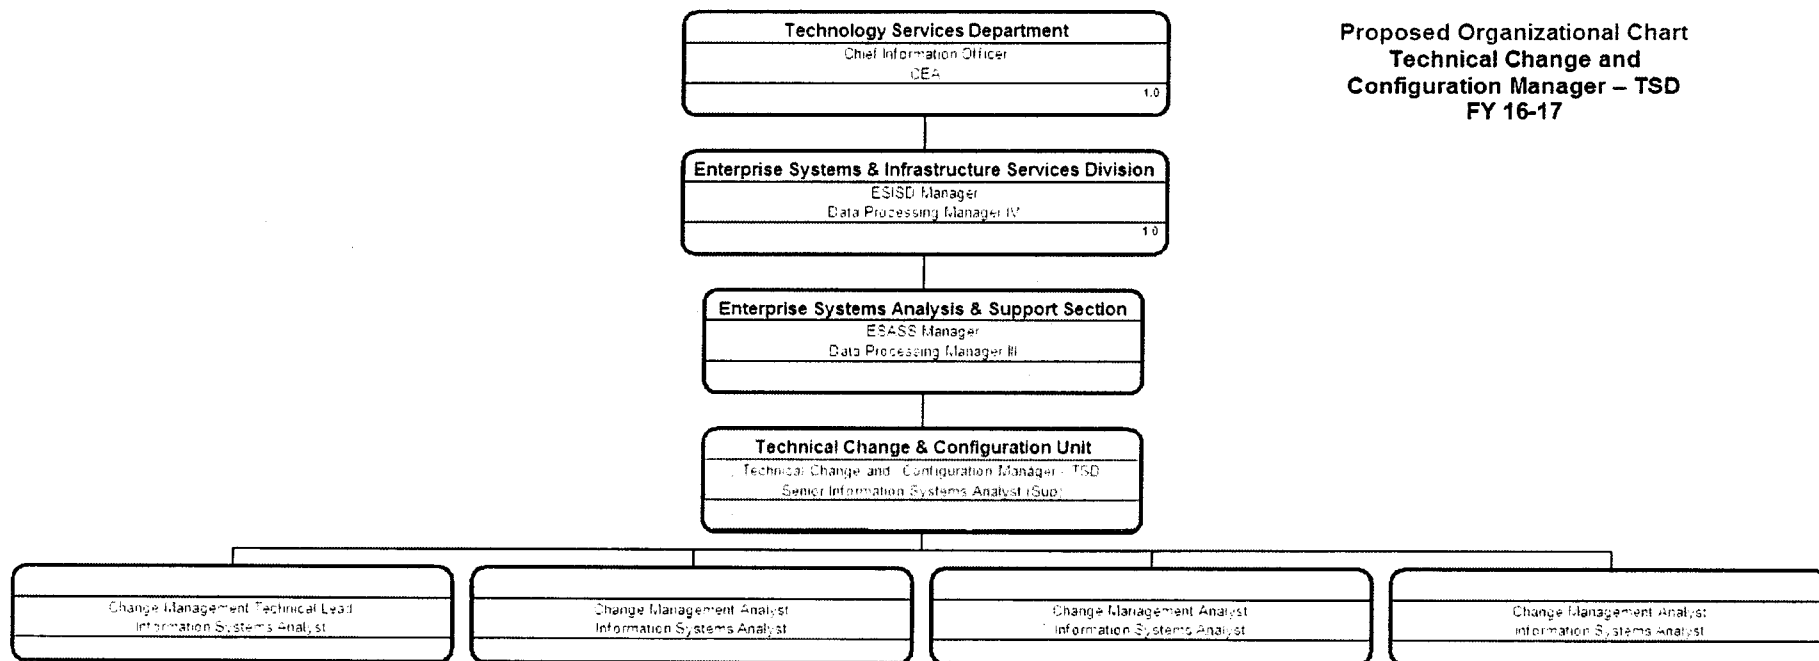 Proposed Organizational Chart
Technical Change and
Configuration Manager – TSD
FY 16-17
Technology Services Department
Chief Information Officer
CEA
1.0
Enterprise Systems & Infrastructure Services Division
ESISD Manager
Data Processing Manager IV
1.0
Enterprise Systems Analysis & Support Section
ESASS Manager
Data Processing Manager III
Technical Change & Configuration Unit
Technical Change and Configuration Manager - TSD
Senior Information Systems Analyst (Sup)
Change Management Technical Lead
Information Systems Analyst
Change Management Analyst
Information Systems Analyst
Change Management Analyst
Information Systems Analyst
Change Management Analyst
Information Systems Analyst